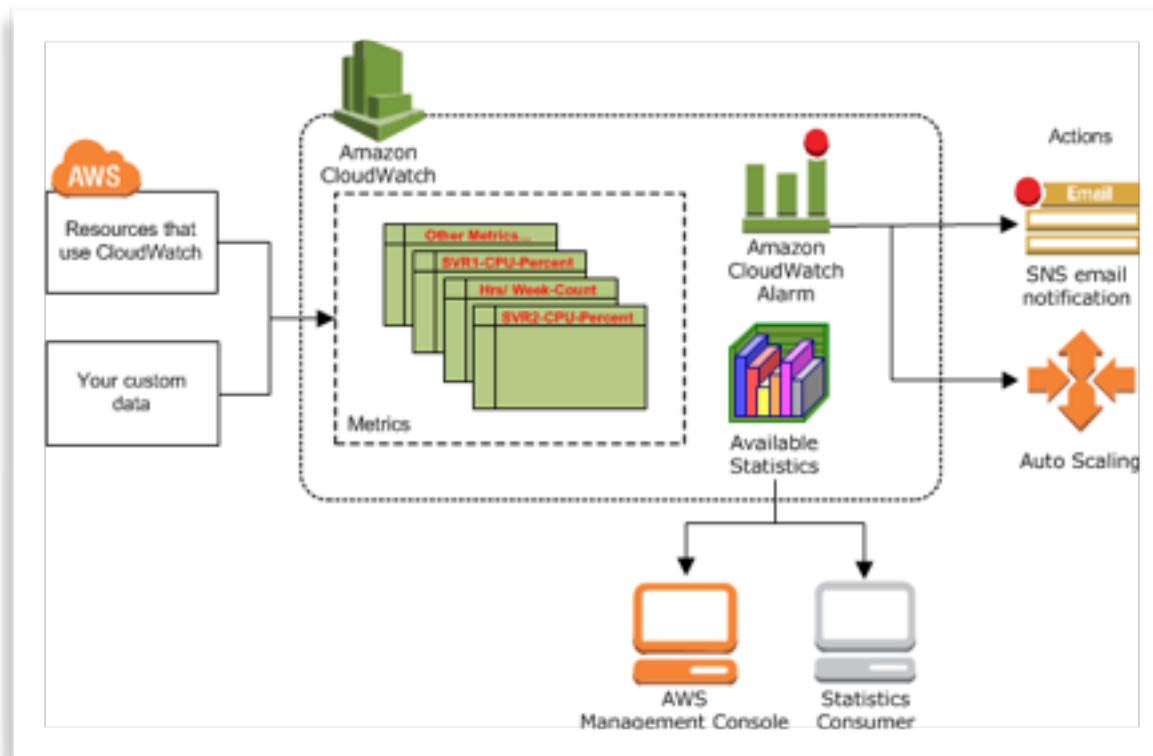 Amazon
CloudWatch
AWS
Resources that
use CloudWatch
Your custom
data
Other Metrics...
SVR1-CPU-Percent
Hrs/ Week-Count
SVR2-CPU-Percent
Metrics
Amazon
CloudWatch
Alarm
Available
Statistics
Actions
Email
SNS email
notification
Auto Scaling
AWS
Management Console
Statistics
Consumer